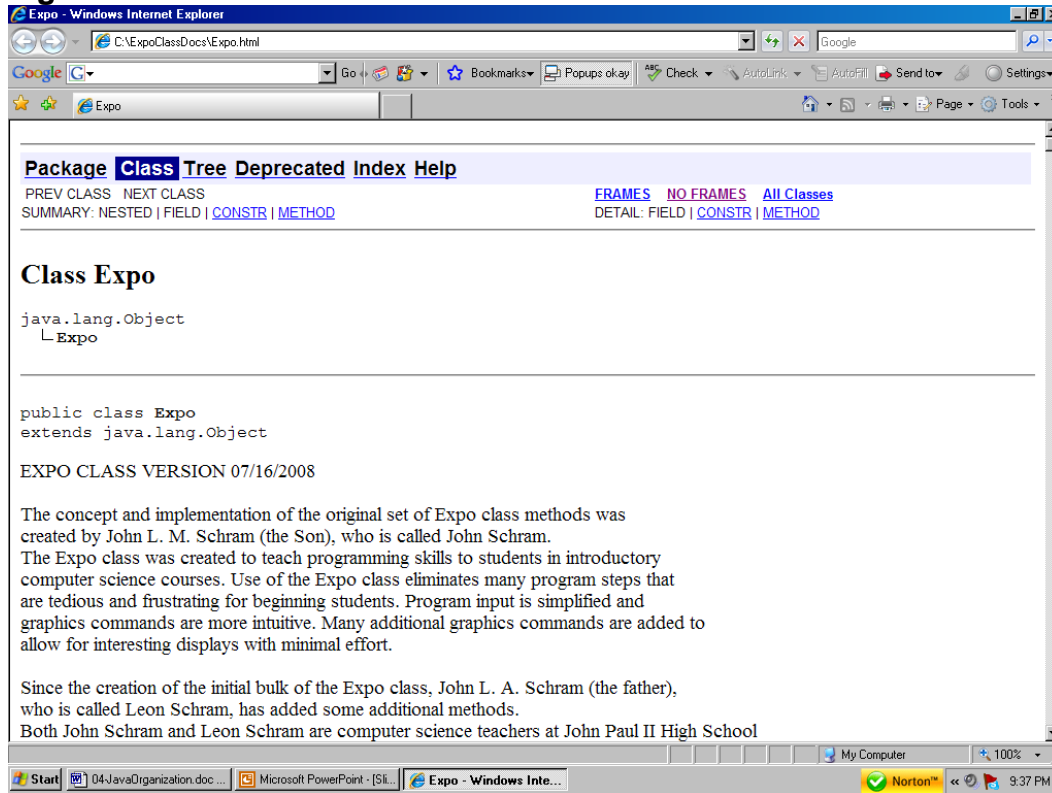 Expo - Windows Internet Explorer
C:\ExpoClassDocs\Expo.html Google
Google G Go Bookmarks Popups okay Check AutoLink AutoFill Send to Settings
Expo Page Tools
Package Class Tree Deprecated Index Help
PREV CLASS NEXT CLASS FRAMES NO FRAMES All Classes
SUMMARY: NESTED | FIELD | CONSTR | METHOD DETAIL: FIELD | CONSTR | METHOD
Class Expo
java.lang.Object
Expo
public class Expo
extends java.lang.Object
EXPO CLASS VERSION 07/16/2008
The concept and implementation of the original set of Expo class methods was
created by John L. M. Schram (the Son), who is called John Schram.
The Expo class was created to teach programming skills to students in introductory
computer science courses. Use of the Expo class eliminates many program steps that
are tedious and frustrating for beginning students. Program input is simplified and
graphics commands are more intuitive. Many additional graphics commands are added to
allow for interesting displays with minimal effort.
Since the creation of the initial bulk of the Expo class, John L. A. Schram (the father),
who is called Leon Schram, has added some additional methods.
Both John Schram and Leon Schram are computer science teachers at John Paul II High School
My Computer 100%
Start 04-JavaOrganization.doc ... Microsoft PowerPoint - [Sli... Expo - Windows Inte... Norton™ « 9:37 PM